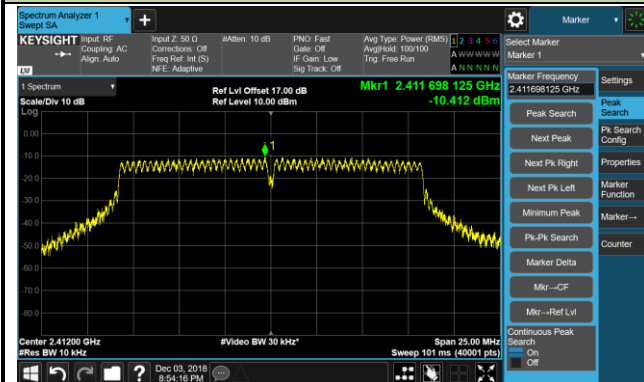 Spectrum Analyzer 1
Swept SA
+
Marker
KEYSIGHT
Input: RF
Coupling: AC
Align: Auto
Input Z: 50 Ω
Corrections: Off
Freq Ref: Int (S)
NFE: Adaptive
#Atten: 10 dB
PNO: Fast
Gate: Off
IF Gain: Low
Sig Track: Off
Avg Type: Power (RMS)
Avg|Hold: 100/100
Trig: Free Run
1 2 3 4 5 6
A W W W W W
A N N N N N
LXI
Select Marker
Marker 1
1 Spectrum
Scale/Div 10 dB
Log
Ref Lvl Offset 17.00 dB
Ref Level 10.00 dBm
Mkr1 2.411 698 125 GHz
-10.412 dBm
Marker Frequency
2.411698125 GHz
Peak Search
Next Peak
Next Pk Right
Next Pk Left
Minimum Peak
Pk-Pk Search
Marker Delta
Mkr→CF
Mkr→Ref Lvl
Continuous Peak Search
On
Off
Settings
Peak Search
Pk Search Config
Properties
Marker Function
Marker→
Counter
0.00
-10.0
-20.0
-30.0
-40.0
-50.0
-60.0
-70.0
-80.0
1
Center 2.41200 GHz
#Res BW 10 kHz
#Video BW 30 kHz*
Span 25.00 MHz
Sweep 101 ms (40001 pts)
?
Dec 03, 2018
8:54:16 PM